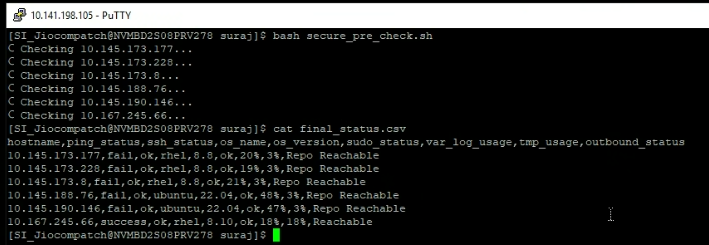 10.141.198.105 - PuTTY
[SI_Jiocompatch@NVMBD2S08PRV278 suraj]$ bash secure_pre_check.sh
C Checking 10.145.173.177...
C Checking 10.145.173.228...
C Checking 10.145.173.8...
C Checking 10.145.188.76...
C Checking 10.145.190.146...
C Checking 10.167.245.66...
[SI_Jiocompatch@NVMBD2S08PRV278 suraj]$ cat final_status.csv
hostname,ping_status,ssh_status,os_name,os_version,sudo_status,var_log_usage,tmp_usage,outbound_status
10.145.173.177,fail,ok,rhel,8.8,ok,20%,3%,Repo Reachable
10.145.173.228,fail,ok,rhel,8.8,ok,19%,3%,Repo Reachable
10.145.173.8,fail,ok,rhel,8.8,ok,21%,3%,Repo Reachable
10.145.188.76,fail,ok,ubuntu,22.04,ok,48%,3%,Repo Reachable
10.145.190.146,fail,ok,ubuntu,22.04,ok,47%,3%,Repo Reachable
10.167.245.66,success,ok,rhel,8.10,ok,18%,18%,Reachable
[SI_Jiocompatch@NVMBD2S08PRV278 suraj]$